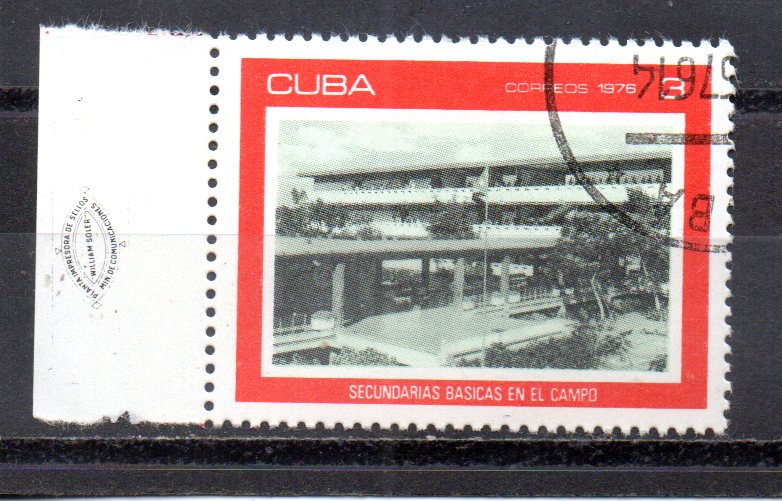 CUBA
CORREOS 1976 3
SECUNDARIAS BASICAS EN EL CAMPO
PLANTA IMPRESORA DE SELLOS
WILLIAM SOLER
MIN. DE COMUNICACIONES